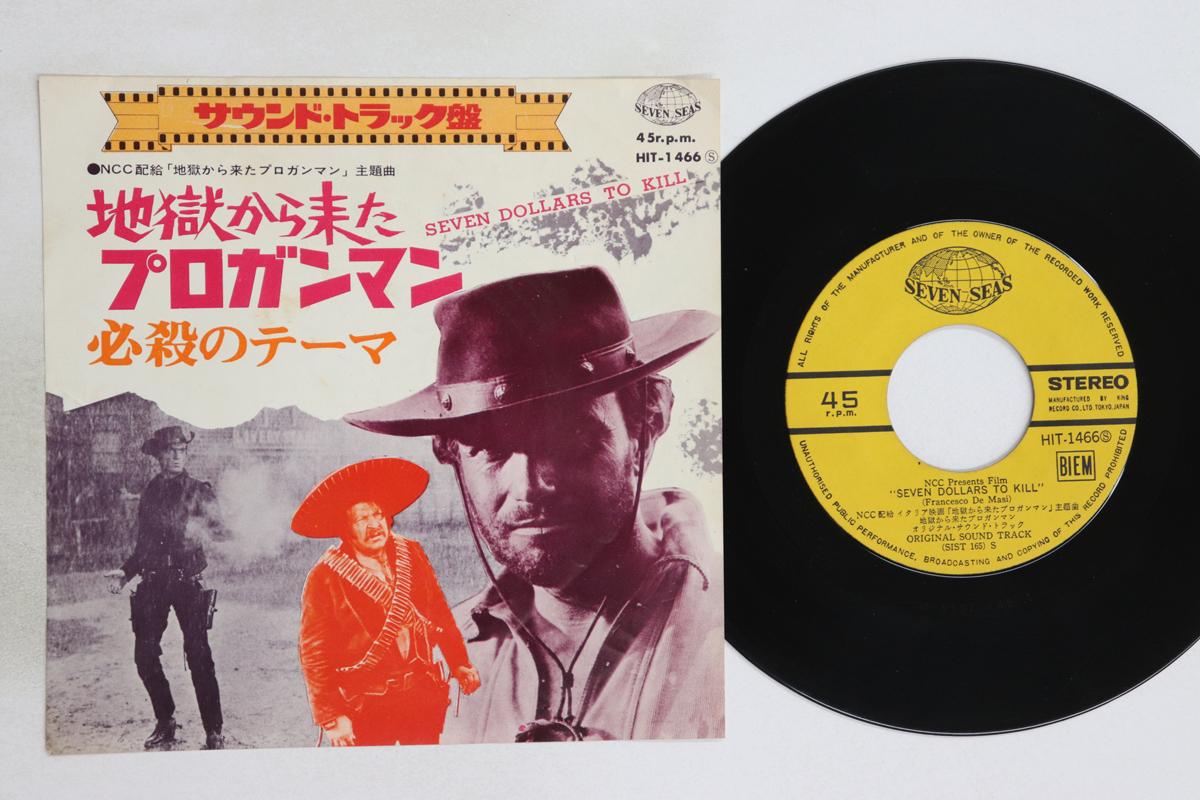 サウンド・トラック盤
SEVEN SEAS
45r.p.m.
HIT-1466Ⓢ
●NCC配給「地獄から来たプロガンマン」主題曲
地獄から来た
プロガンマン
SEVEN DOLLARS TO KILL
必殺のテーマ
LIVERY STABLE
ALL RIGHTS OF THE MANUFACTURER AND OF THE OWNER OF THE RECORDED WORK RESERVED
SEVEN SEAS
45
r.p.m.
STEREO
MANUFACTURED BY KING
RECORD CO., LTD. TOKYO, JAPAN
HIT-1466Ⓢ
BIEM
NCC Presents Film
"SEVEN DOLLARS TO KILL"
(Francesco De Masi)
NCC配給 イタリア映画「地獄から来たプロガンマン」主題曲
地獄から来たプロガンマン
オリジナル・サウンド・トラック
ORIGINAL SOUND TRACK
(SIST 165) S
UNAUTHORISED PUBLIC PERFORMANCE, BROADCASTING AND COPYING OF THIS RECORD PROHIBITED